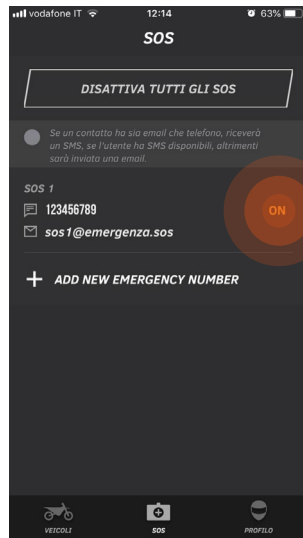 vodafone IT 12:14 63%
SOS
DISATTIVA TUTTI GLI SOS
Se un contatto ha sia email che telefono, riceverà
un SMS, se l'utente ha SMS disponibili, altrimenti
sarà inviata una email.
SOS 1
123456789
ON
sos1@emergenza.sos
ADD NEW EMERGENCY NUMBER
VEICOLI SOS PROFILO